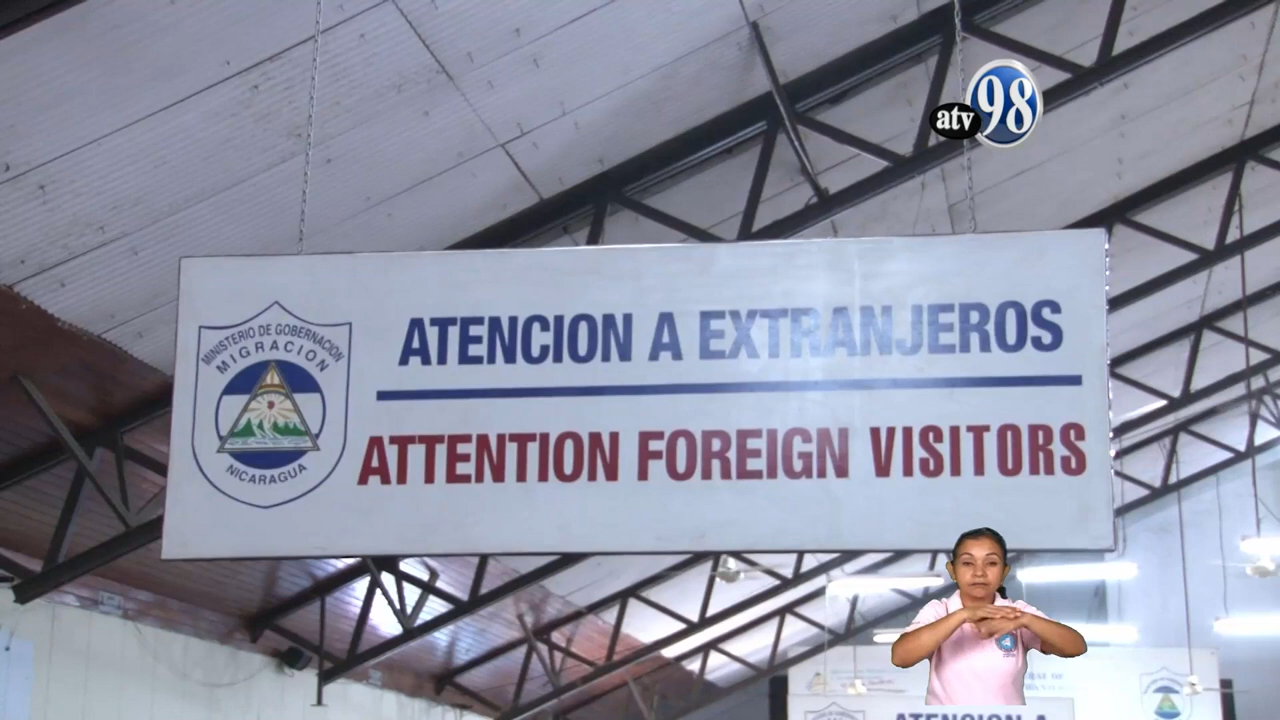 atv 98
MINISTERIO DE GOBERNACION
MIGRACION
NICARAGUA
ATENCION A EXTRANJEROS
ATTENTION FOREIGN VISITORS
ATENCION A